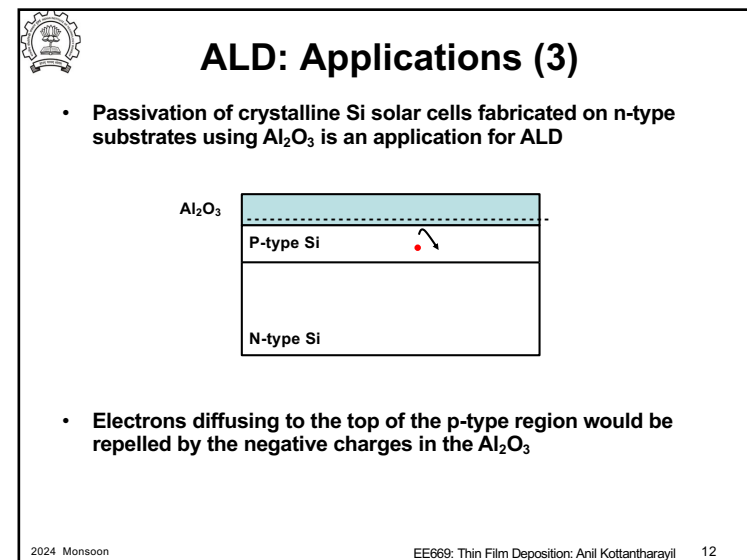 ALD: Applications (3)
• Passivation of crystalline Si solar cells fabricated on n-type
substrates using Al₂O₃ is an application for ALD
Al₂O₃
P-type Si
N-type Si
• Electrons diffusing to the top of the p-type region would be
repelled by the negative charges in the Al₂O₃
2024 Monsoon
EE669: Thin Film Deposition: Anil Kottantharayil 12